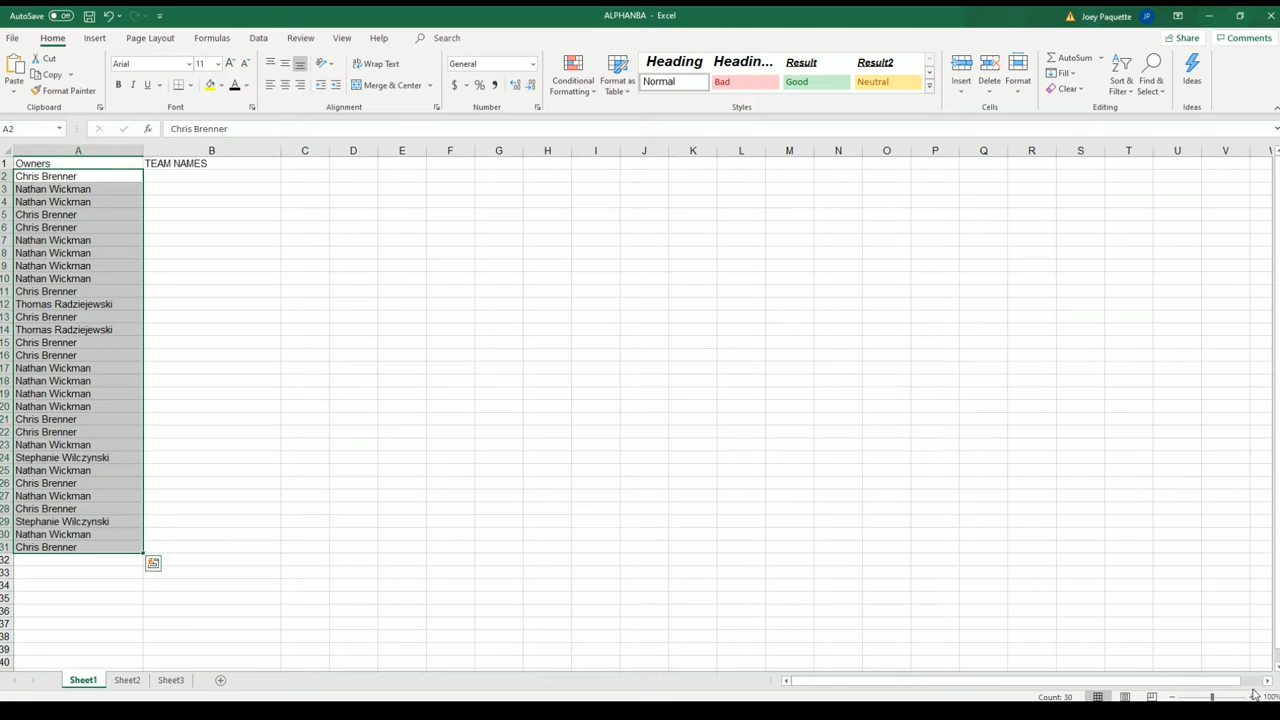 AutoSave Off ALPHANBA - Excel Joey Paquette JP
File Home Insert Page Layout Formulas Data Review View Help Search Share Comments
Paste Cut Copy Format Painter Clipboard
Arial 11 A A B I U A Font
Wrap Text Merge & Center Alignment
General $ % , Number
Conditional Formatting Format as Table
Heading Headin... Result Result2
Normal Bad Good Neutral
Styles
Insert Delete Format Cells
AutoSum Fill Clear Sort & Filter Find & Select Editing
Ideas Ideas
A2 fx Chris Brenner
A B C D E F G H I J K L M N O P Q R S T U V
1 Owners TEAM NAMES
2 Chris Brenner
3 Nathan Wickman
4 Nathan Wickman
5 Chris Brenner
6 Chris Brenner
7 Nathan Wickman
8 Nathan Wickman
9 Nathan Wickman
10 Nathan Wickman
11 Chris Brenner
12 Thomas Radziejewski
13 Chris Brenner
14 Thomas Radziejewski
15 Chris Brenner
16 Chris Brenner
17 Nathan Wickman
18 Nathan Wickman
19 Nathan Wickman
20 Nathan Wickman
21 Chris Brenner
22 Chris Brenner
23 Nathan Wickman
24 Stephanie Wilczynski
25 Nathan Wickman
26 Chris Brenner
27 Nathan Wickman
28 Chris Brenner
29 Stephanie Wilczynski
30 Nathan Wickman
31 Chris Brenner
32
33
34
35
36
37
38
39
40
Sheet1 Sheet2 Sheet3
Count: 30 100%